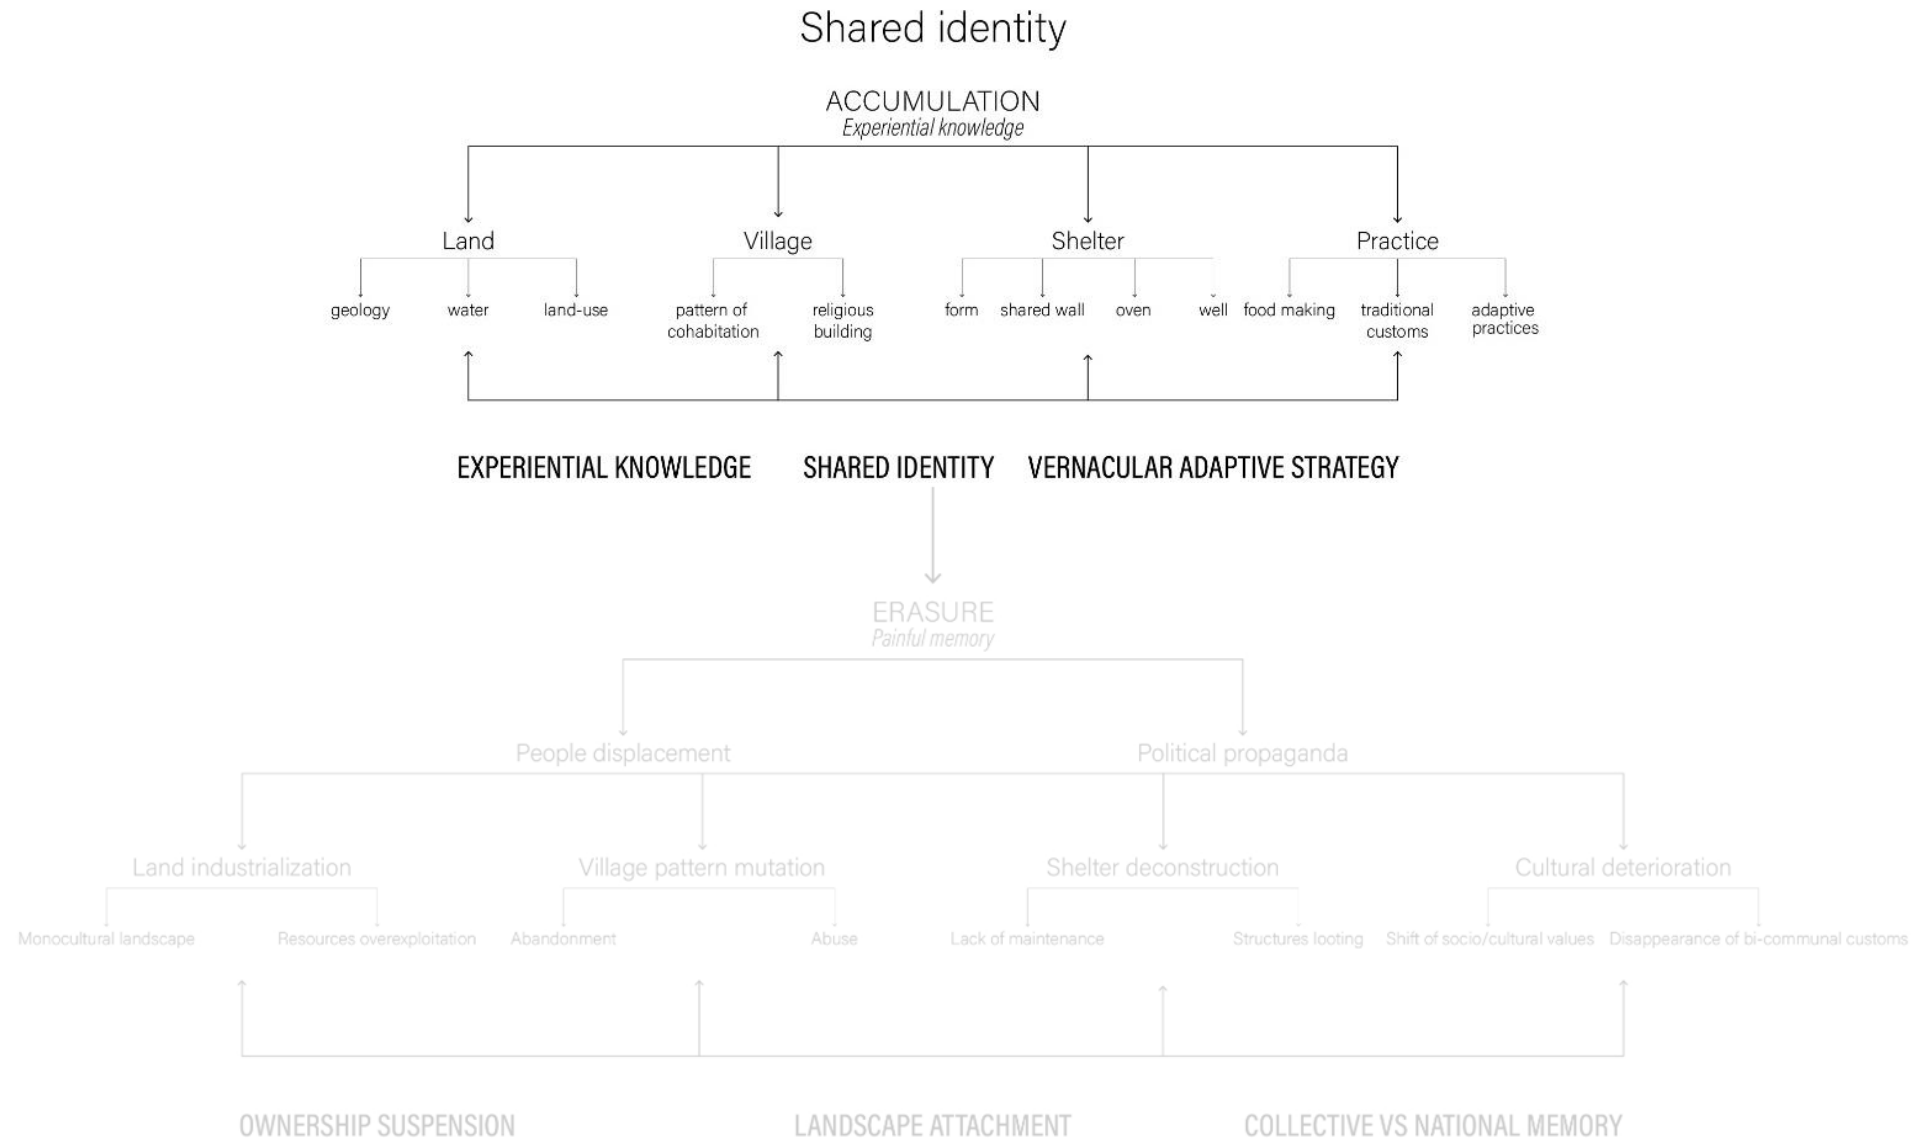 Shared identity
ACCUMULATION
Experiential knowledge
Land
Village
Shelter
Practice
geology
water
land-use
pattern of
cohabitation
religious
building
form
shared wall
oven
well
food making
traditional
customs
adaptive
practices
EXPERIENTIAL KNOWLEDGE
SHARED IDENTITY
VERNACULAR ADAPTIVE STRATEGY
ERASURE
Painful memory
People displacement
Political propaganda
Land industrialization
Village pattern mutation
Shelter deconstruction
Cultural deterioration
Monocultural landscape
Resources overexploitation
Abandonment
Abuse
Lack of maintenance
Structures looting
Shift of socio/cultural values
Disappearance of bi-communal customs
OWNERSHIP SUSPENSION
LANDSCAPE ATTACHMENT
COLLECTIVE VS NATIONAL MEMORY